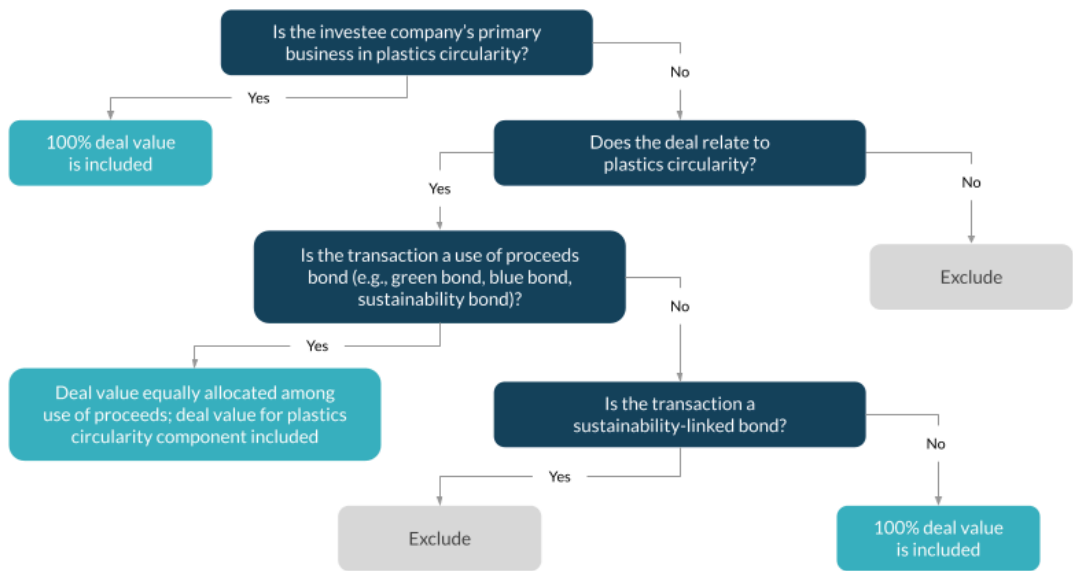 Is the investee company's primary
business in plastics circularity?
No
Yes
100% deal value
is included
Does the deal relate to
plastics circularity?
Yes
No
Is the transaction a use of proceeds
bond (e.g., green bond, blue bond,
sustainability bond)?
Exclude
No
Yes
Deal value equally allocated among
use of proceeds; deal value for plastics
circularity component included
Is the transaction a
sustainability-linked bond?
No
Yes
Exclude
100% deal value
is included